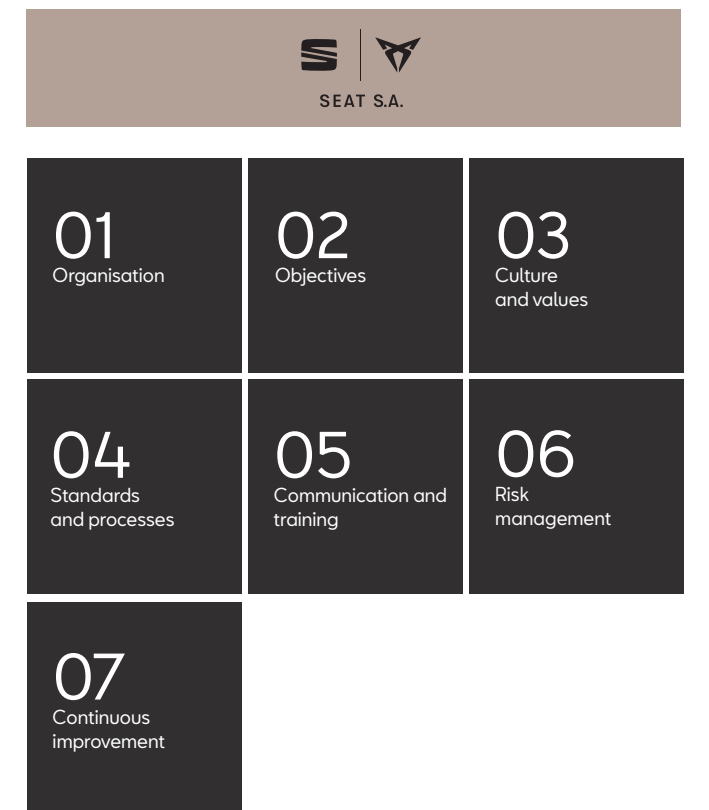 SEAT S.A.
01
Organisation
02
Objectives
03
Culture
and values
04
Standards
and processes
05
Communication and
training
06
Risk
management
07
Continuous
improvement